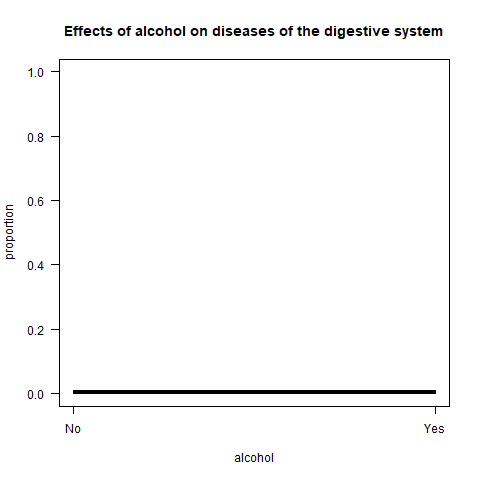 Effects of alcohol on diseases of the digestive system
1.0
0.8
0.6
0.4
0.2
0.0
proportion
No Yes
alcohol